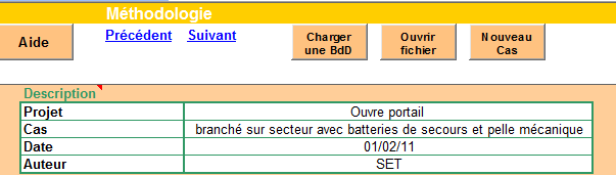 Méthodologie
Aide
Précédent Suivant
Charger une BdD
Ouvrir fichier
Nouveau Cas
Description
Projet Ouvre portail
Cas branché sur secteur avec batteries de secours et pelle mécanique
Date 01/02/11
Auteur SET